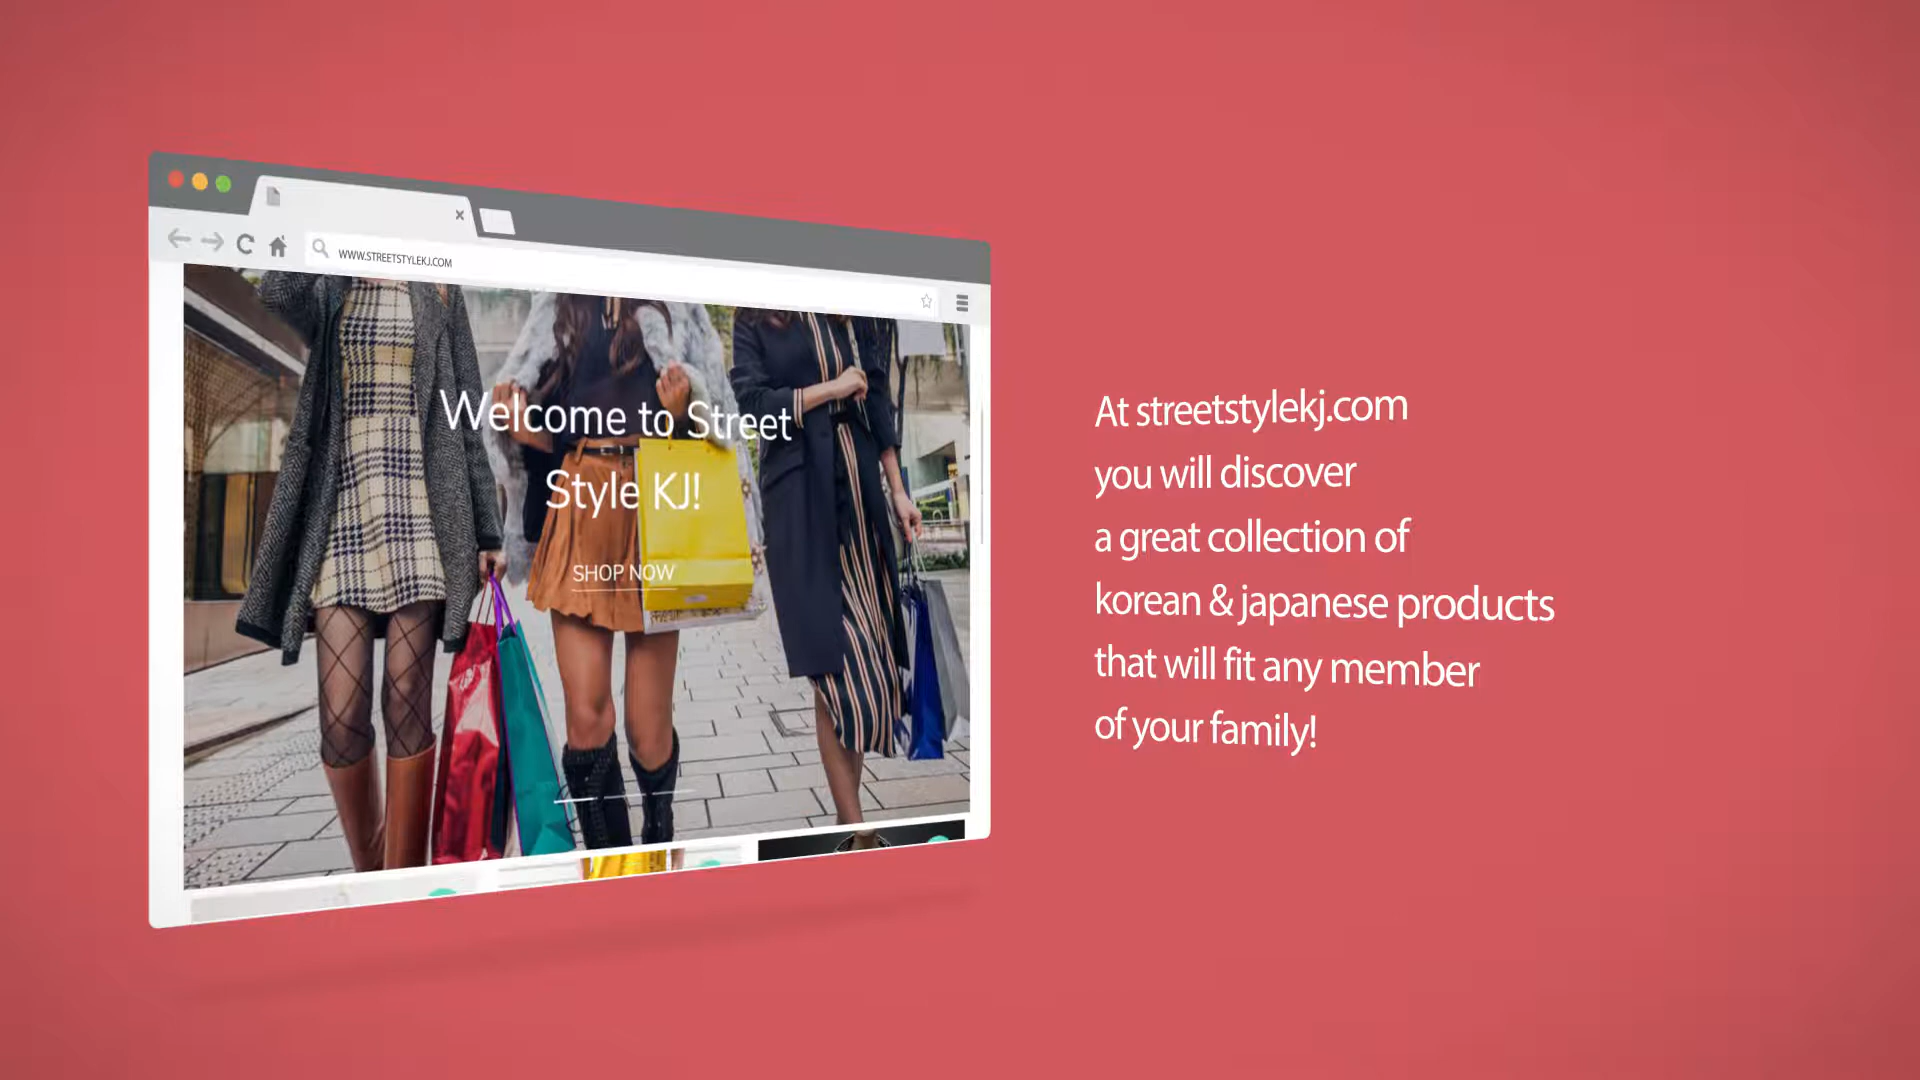 WWW.STREETSTYLEKJ.COM
Welcome to Street
Style KJ!
SHOP NOW
At streetstylekj.com
you will discover
a great collection of
korean & japanese products
that will fit any member
of your family!